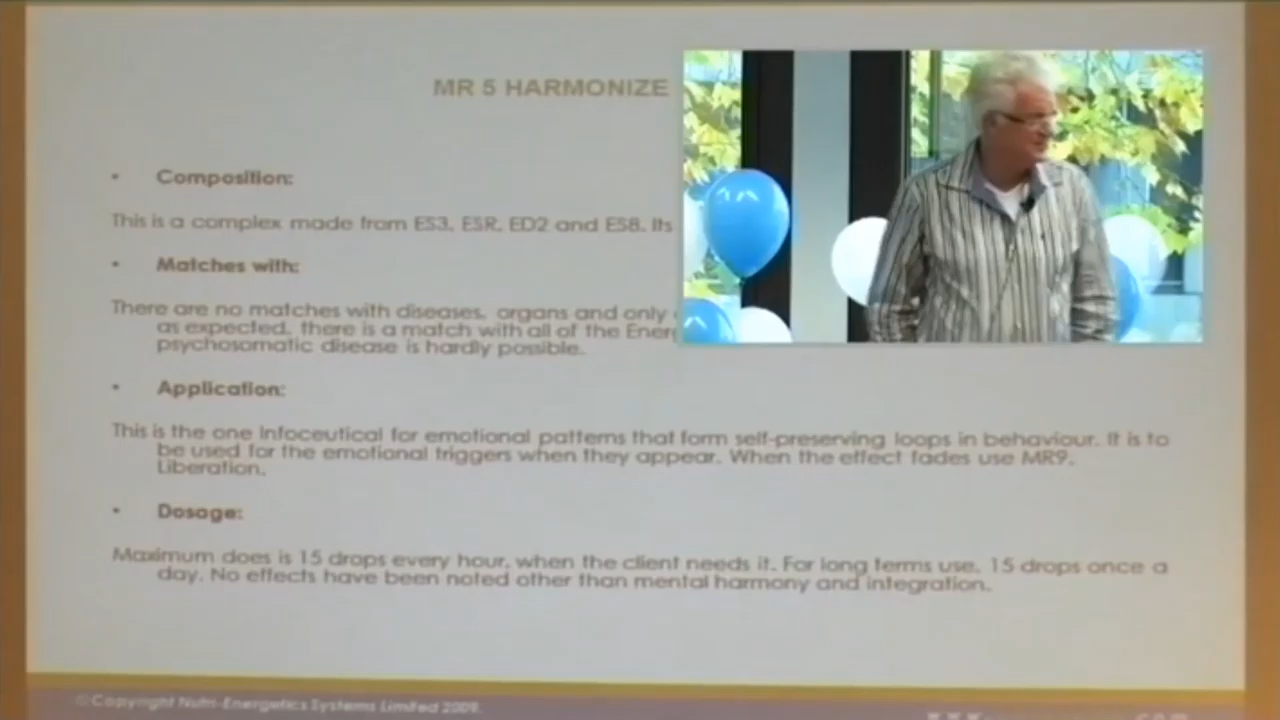 MR 5 HARMONIZE
• Composition:
This is a complex made from ES3, ESR, ED2 and ES8. Its
• Matches with:
There are no matches with diseases, organs and only
as expected, there is a match with all of the Ener
psychosomatic disease is hardly possible.
• Application:
This is the one Infoceutical for emotional patterns that form self-preserving loops in behaviour. It is to
be used for the emotional triggers when they appear. When the effect fades use MR9,
Liberation.
• Dosage:
Maximum does is 15 drops every hour, when the client needs it. For long terms use, 15 drops once a
day. No effects have been noted other than mental harmony and integration.
©Copyright Nutri-Energetics Systems Limited 2009.